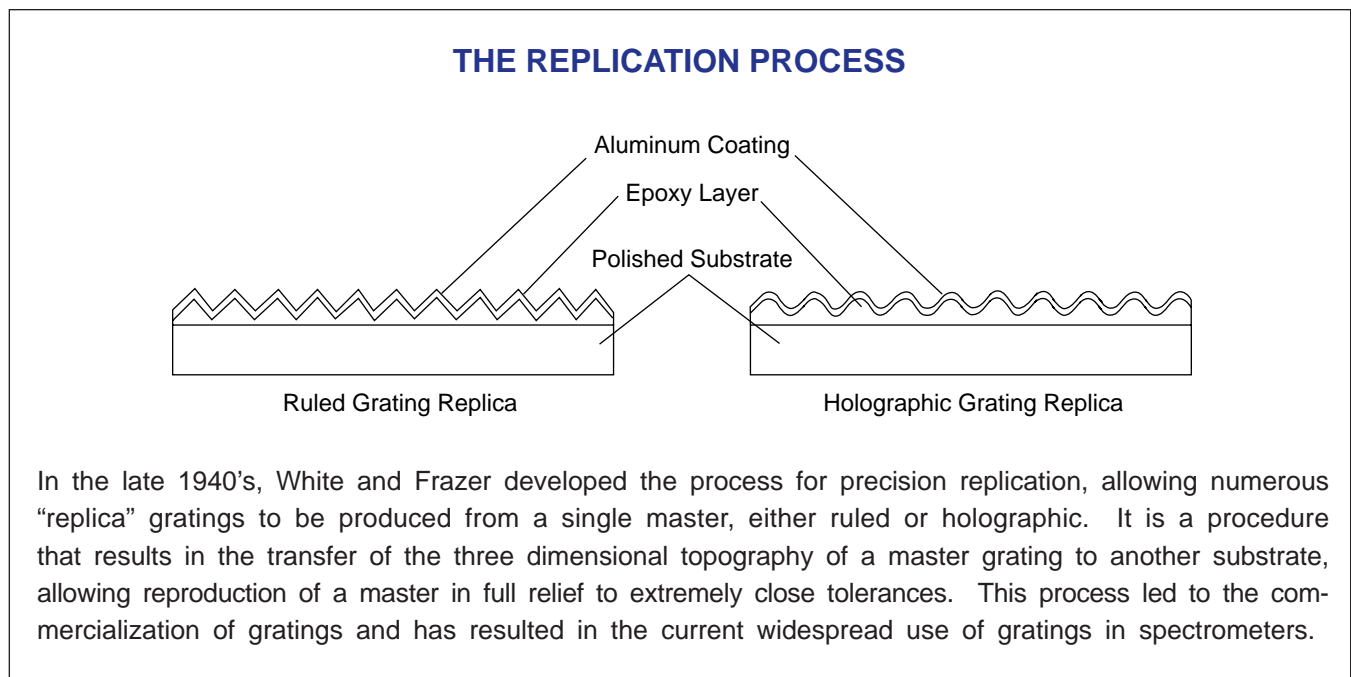 THE REPLICATION PROCESS
Aluminum Coating
Epoxy Layer
Polished Substrate
Ruled Grating Replica
Holographic Grating Replica
In the late 1940’s, White and Frazer developed the process for precision replication, allowing numerous
“replica” gratings to be produced from a single master, either ruled or holographic.  It is a procedure
that results in the transfer of the three dimensional topography of a master grating to another substrate,
allowing reproduction of a master in full relief to extremely close tolerances.  This process led to the com-
mercialization of gratings and has resulted in the current widespread use of gratings in spectrometers.